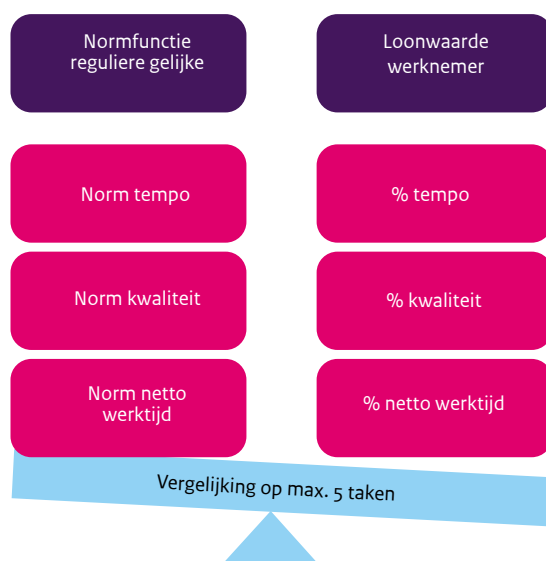 Normfunctie
reguliere gelijke
Loonwaarde
werknemer
Norm tempo
% tempo
Norm kwaliteit
% kwaliteit
Norm netto
werktijd
% netto werktijd
Vergelijking op max. 5 taken